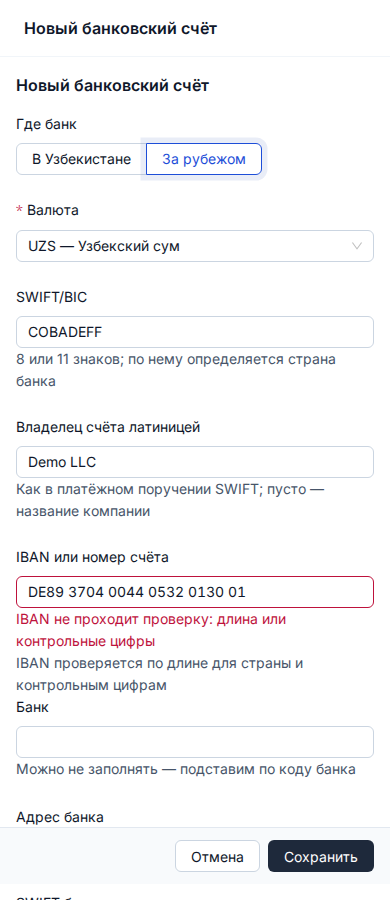 Новый банковский счёт
Новый банковский счёт
Где банк
В Узбекистане
За рубежом
* Валюта
UZS — Узбекский сум
SWIFT/BIC
COBADEFF
8 или 11 знаков; по нему определяется страна
банка
Владелец счёта латиницей
Demo LLC
Как в платёжном поручении SWIFT; пусто —
название компании
IBAN или номер счёта
DE89 3704 0044 0532 0130 01
IBAN не проходит проверку: длина или
контрольные цифры
IBAN проверяется по длине для страны и
контрольным цифрам
Банк
Можно не заполнять — подставим по коду банка
Адрес банка
Отмена
Сохранить